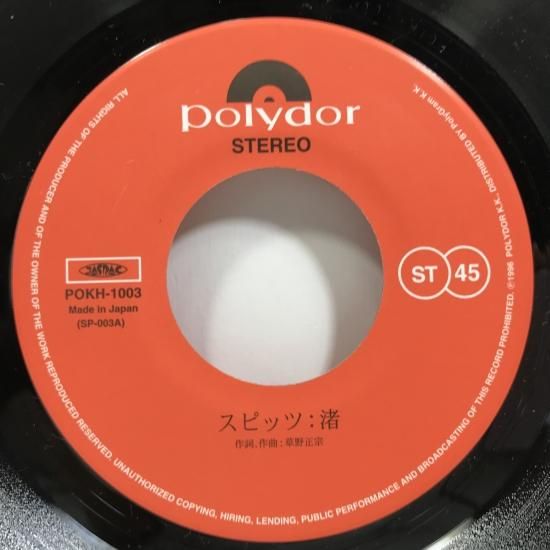 polydor
STEREO
JASRAC
POKH-1003
Made in Japan
(SP-003A)
ST 45
スピッツ：渚
作詞、作曲：草野正宗
ALL RIGHTS OF THE PRODUCER AND OF THE OWNER OF THE WORK REPRODUCED RESERVED. UNAUTHORIZED COPYING, HIRING, LENDING, PUBLIC PERFORMANCE AND BROADCASTING OF THIS RECORD PROHIBITED. ℗1996 POLYDOR K.K., DISTRIBUTED BY PolyGram K.K.